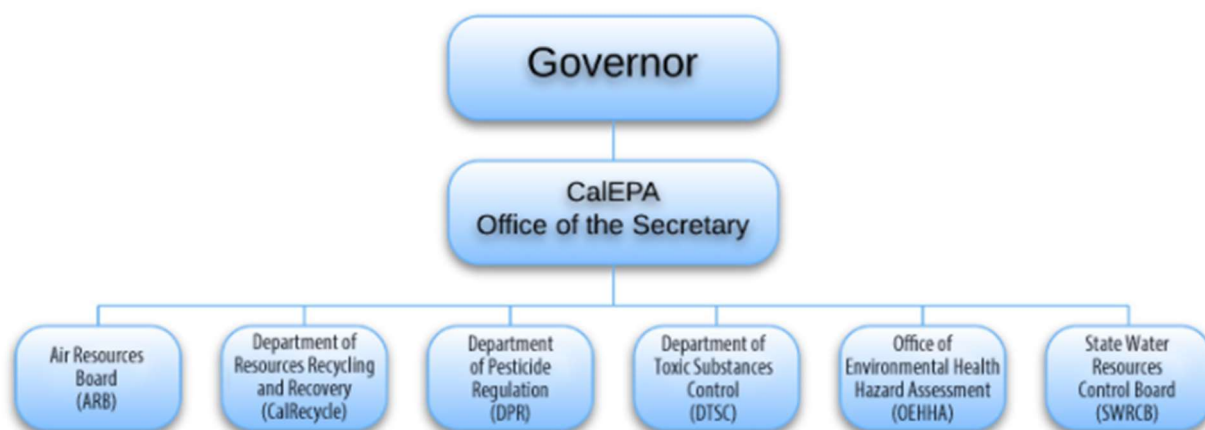 Governor
CalEPA
Office of the Secretary
Air Resources
Board
(ARB)
Department of
Resources Recycling
and Recovery
(CalRecycle)
Department
of Pesticide
Regulation
(DPR)
Department of
Toxic Substances
Control
(DTSC)
Office of
Environmental Health
Hazard Assessment
(OEHHA)
State Water
Resources
Control Board
(SWRCB)